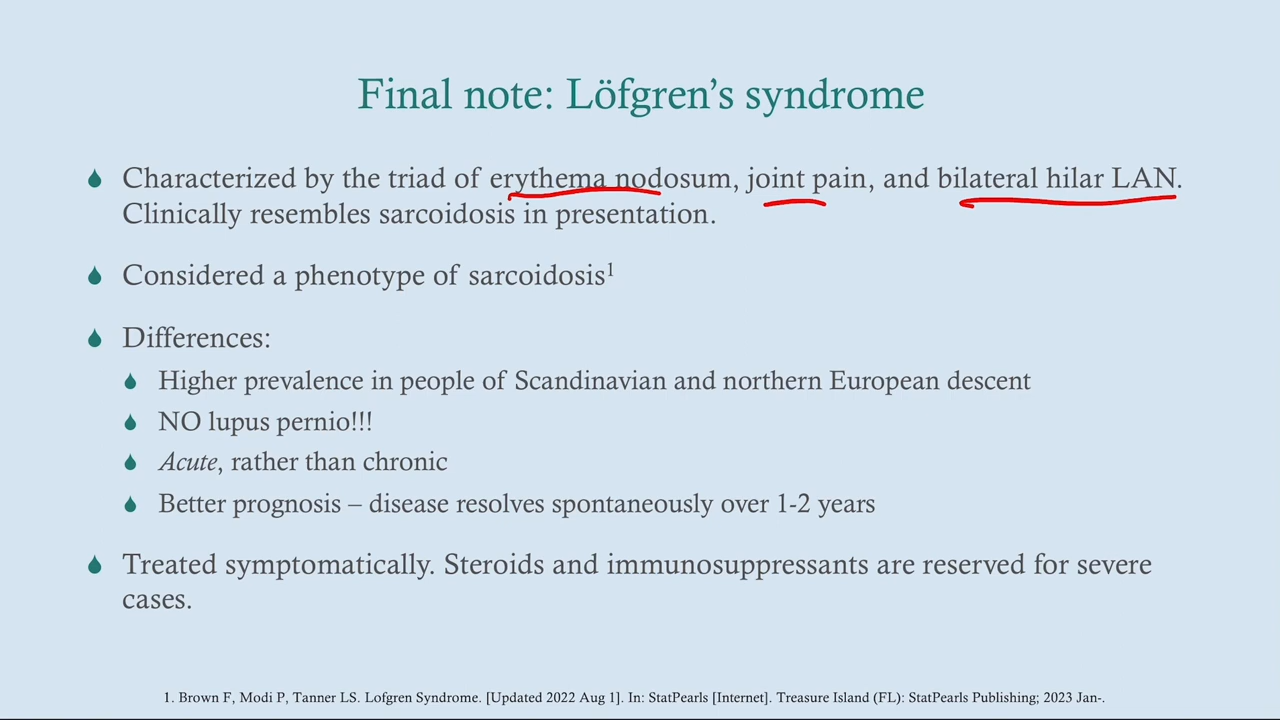 Final note: Löfgren's syndrome
Characterized by the triad of erythema nodosum, joint pain, and bilateral hilar LAN.
Clinically resembles sarcoidosis in presentation.
Considered a phenotype of sarcoidosis¹
Differences:
Higher prevalence in people of Scandinavian and northern European descent
NO lupus pernio!!!
Acute, rather than chronic
Better prognosis – disease resolves spontaneously over 1-2 years
Treated symptomatically. Steroids and immunosuppressants are reserved for severe
cases.
1. Brown F, Modi P, Tanner LS. Lofgren Syndrome. [Updated 2022 Aug 1]. In: StatPearls [Internet]. Treasure Island (FL): StatPearls Publishing; 2023 Jan-.